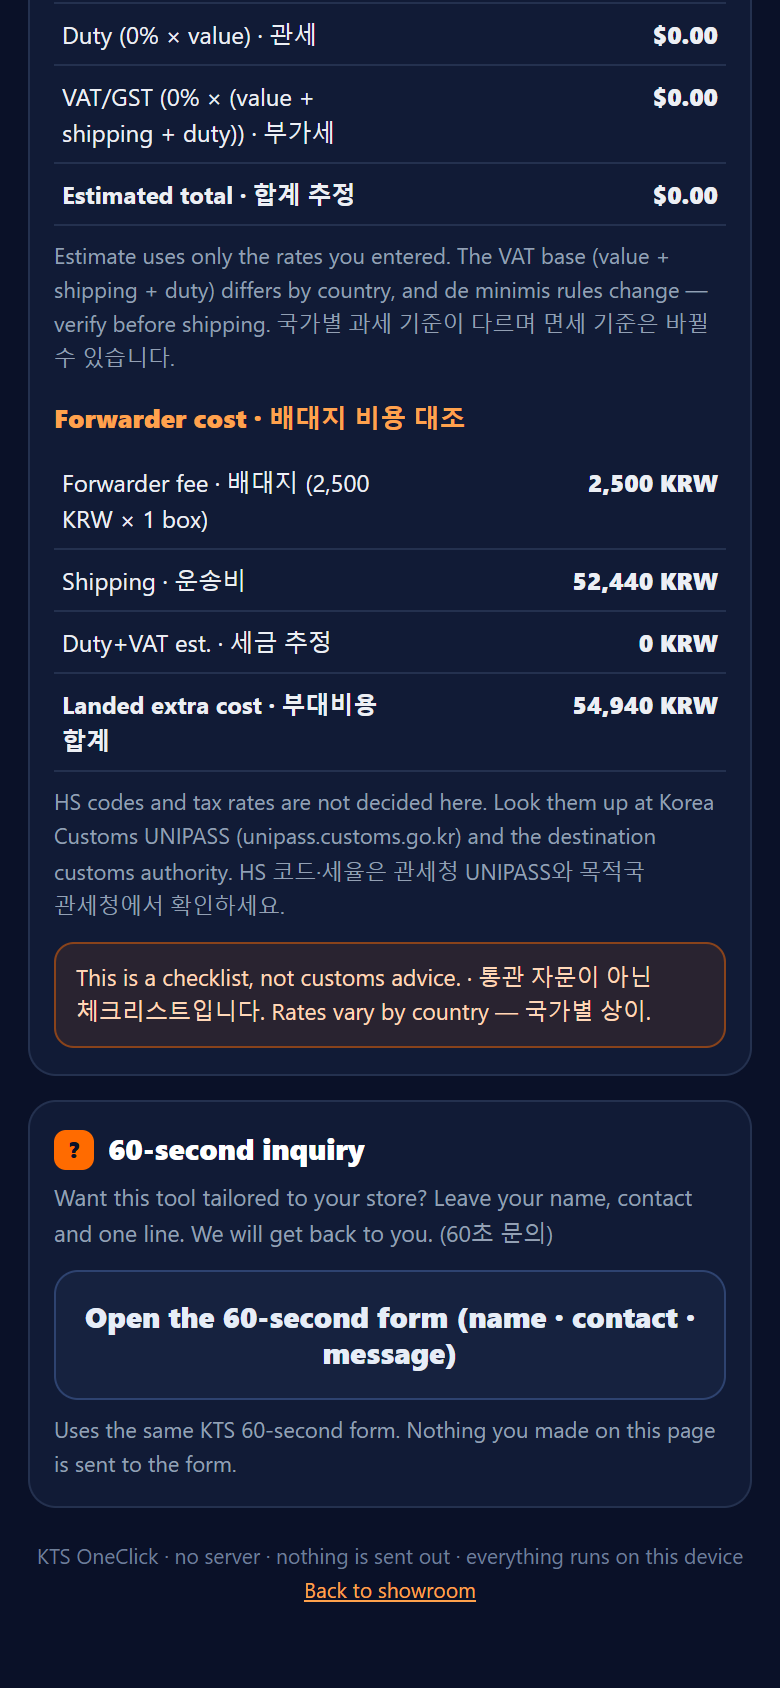 Duty (0% × value) · 관세
$0.00
VAT/GST (0% × (value +
shipping + duty)) · 부가세
$0.00
Estimated total · 합계 추정
$0.00
Estimate uses only the rates you entered. The VAT base (value +
shipping + duty) differs by country, and de minimis rules change —
verify before shipping. 국가별 과세 기준이 다르며 면세 기준은 바뀔
수 있습니다.
Forwarder cost · 배대지 비용 대조
Forwarder fee · 배대지 (2,500
KRW × 1 box)
2,500 KRW
Shipping · 운송비
52,440 KRW
Duty+VAT est. · 세금 추정
0 KRW
Landed extra cost · 부대비용
합계
54,940 KRW
HS codes and tax rates are not decided here. Look them up at Korea
Customs UNIPASS (unipass.customs.go.kr) and the destination
customs authority. HS 코드·세율은 관세청 UNIPASS와 목적국
관세청에서 확인하세요.
This is a checklist, not customs advice. · 통관 자문이 아닌
체크리스트입니다. Rates vary by country — 국가별 상이.
?
60-second inquiry
Want this tool tailored to your store? Leave your name, contact
and one line. We will get back to you. (60초 문의)
Open the 60-second form (name · contact ·
message)
Uses the same KTS 60-second form. Nothing you made on this page
is sent to the form.
KTS OneClick · no server · nothing is sent out · everything runs on this device
Back to showroom